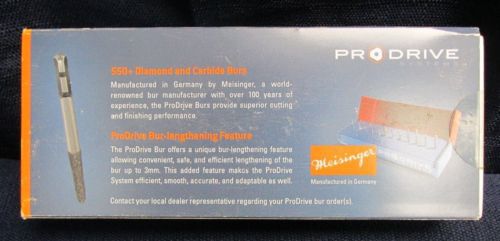 PRODRIVE
SYSTEMS
550+ Diamond and Carbide Burs
Manufactured in Germany by Meisinger, a world-
renowned bur manufacturer with over 100 years of
experience, the ProDrive Burs provide superior cutting
and finishing performance.
ProDrive Bur-lengthening Feature
The ProDrive Bur offers a unique bur-lengthening feature
allowing convenient, safe, and efficient lengthening of the
bur up to 3mm. This added feature makes the ProDrive
System efficient, smooth, accurate, and adaptable as well.
Contact your local dealer representative regarding your ProDrive bur order(s).
Meisinger
Manufactured in Germany